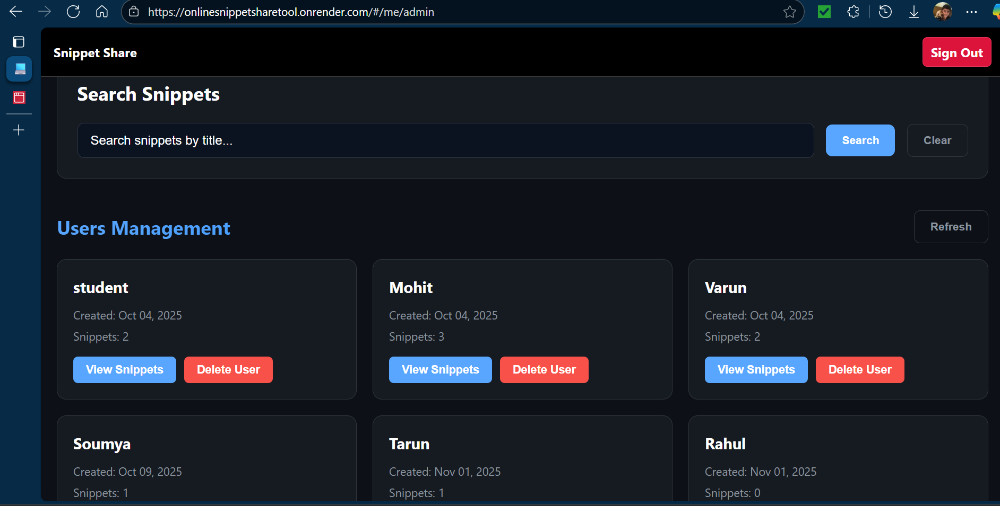 https://onlinesnippetsharetool.onrender.com/#/me/admin
Snippet Share
Sign Out
Search Snippets
Search snippets by title...
Search
Clear
Users Management
Refresh
student
Created: Oct 04, 2025
Snippets: 2
View Snippets
Delete User
Mohit
Created: Oct 04, 2025
Snippets: 3
View Snippets
Delete User
Varun
Created: Oct 04, 2025
Snippets: 2
View Snippets
Delete User
Soumya
Created: Oct 09, 2025
Snippets: 1
Tarun
Created: Nov 01, 2025
Snippets: 1
Rahul
Created: Nov 01, 2025
Snippets: 0